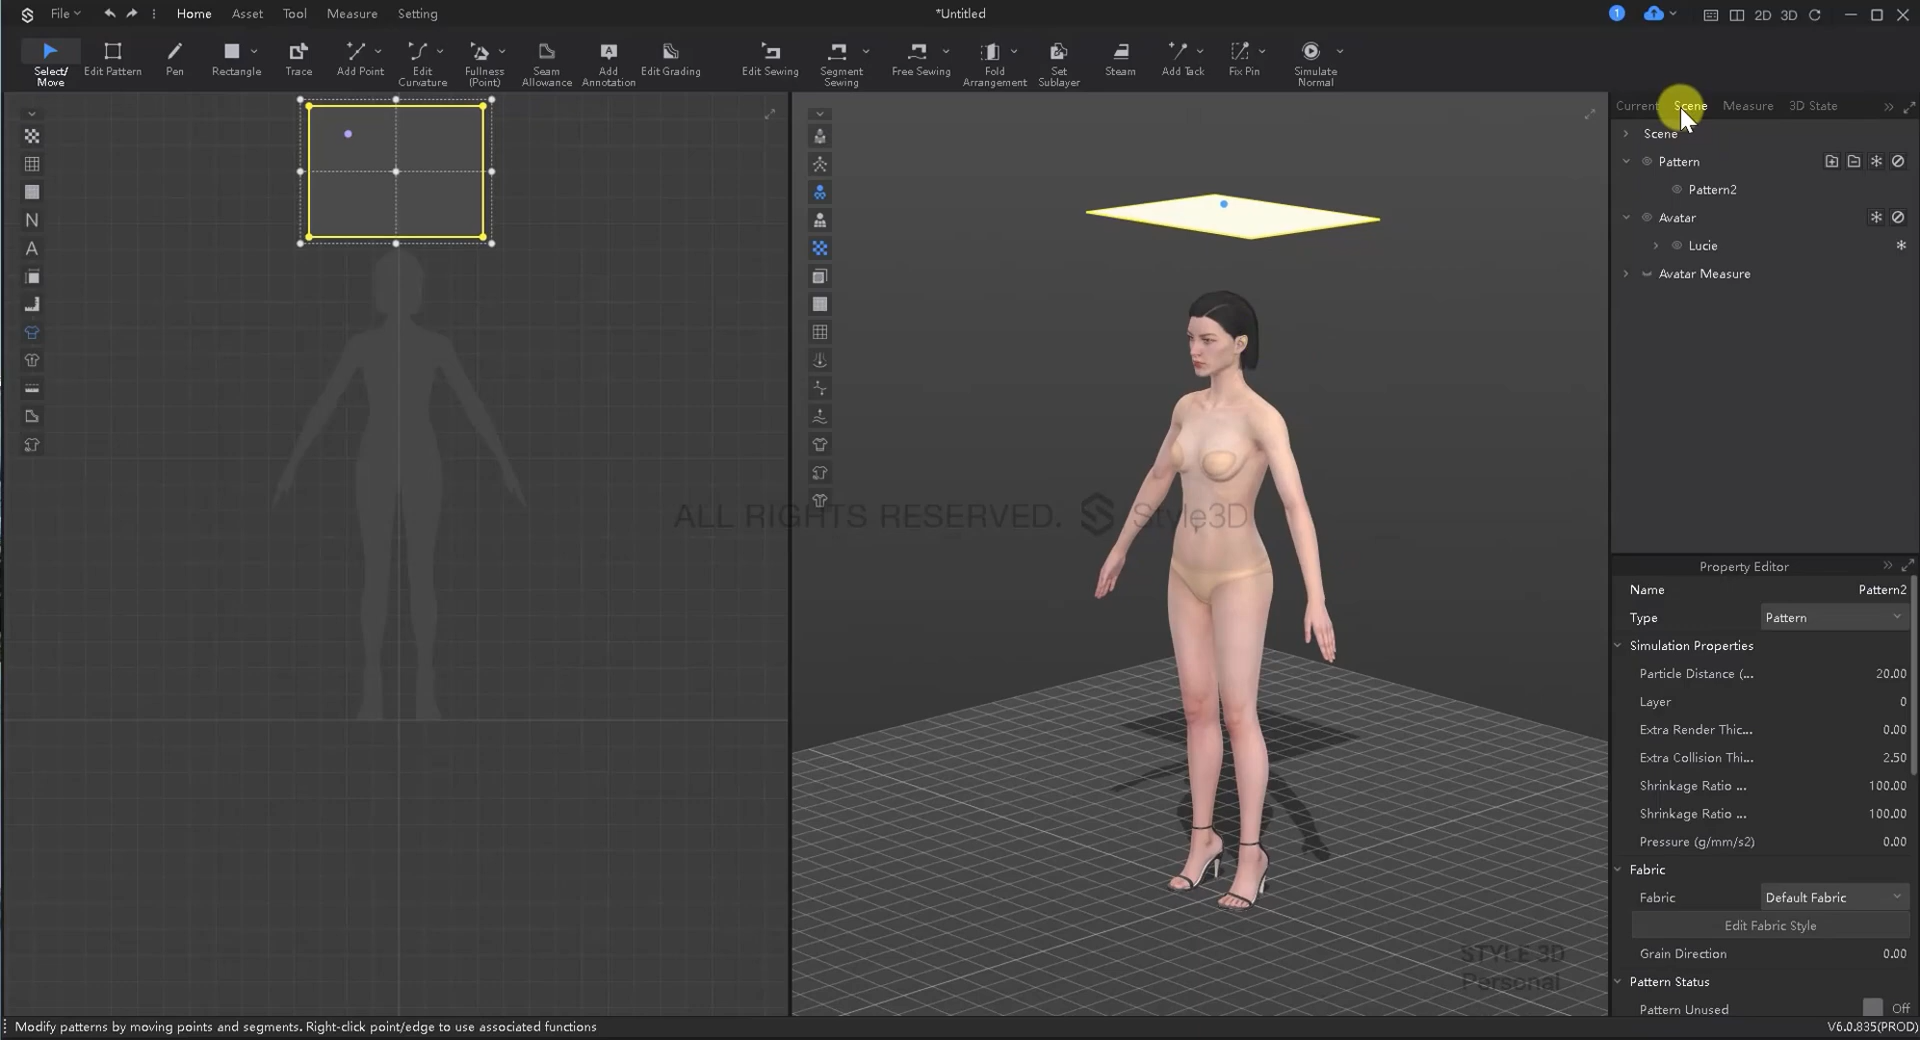 File Home Asset Tool Measure Setting *Untitled 1 2D 3D
Select/ Move Edit Pattern Pen Rectangle Trace Add Point Edit Curvature Fullness (Point) Seam Allowance Add Annotation Edit Grading Edit Sewing Segment Sewing Free Sewing Fold Arrangement Set Sublayer Steam Add Tack Fix Pin Simulate Normal
Current Scene Measure 3D State
Scene
Pattern
Pattern2
Avatar
Lucie
Avatar Measure
ALL RIGHTS RESERVED. Style3D
Property Editor
Name Pattern2
Type Pattern
Simulation Properties
Particle Distance (... 20.00
Layer 0
Extra Render Thic... 0.00
Extra Collision Thi... 2.50
Shrinkage Ratio ... 100.00
Shrinkage Ratio ... 100.00
Pressure (g/mm/s2) 0.00
Fabric
Fabric Default Fabric
Edit Fabric Style
Grain Direction 0.00
Pattern Status
Pattern Unused Off
STYLE 3D
Personal
Modify patterns by moving points and segments. Right-click point/edge to use associated functions V6.0.835(PROD)